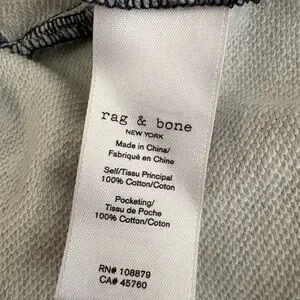 rag & bone
NEW YORK
Made in China/
Fabriqué en Chine
Self/Tissu Principal
100% Cotton/Coton
Pocketing/
Tissu de Poche
100% Cotton/Coton
RN# 108879
CA# 45760